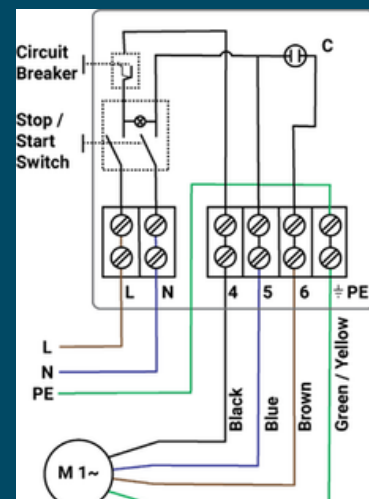 Circuit
Breaker
C
Stop /
Start
Switch
L N 4 5 6 PE
L
N
PE
Black
Blue
Brown
Green / Yellow
M 1~